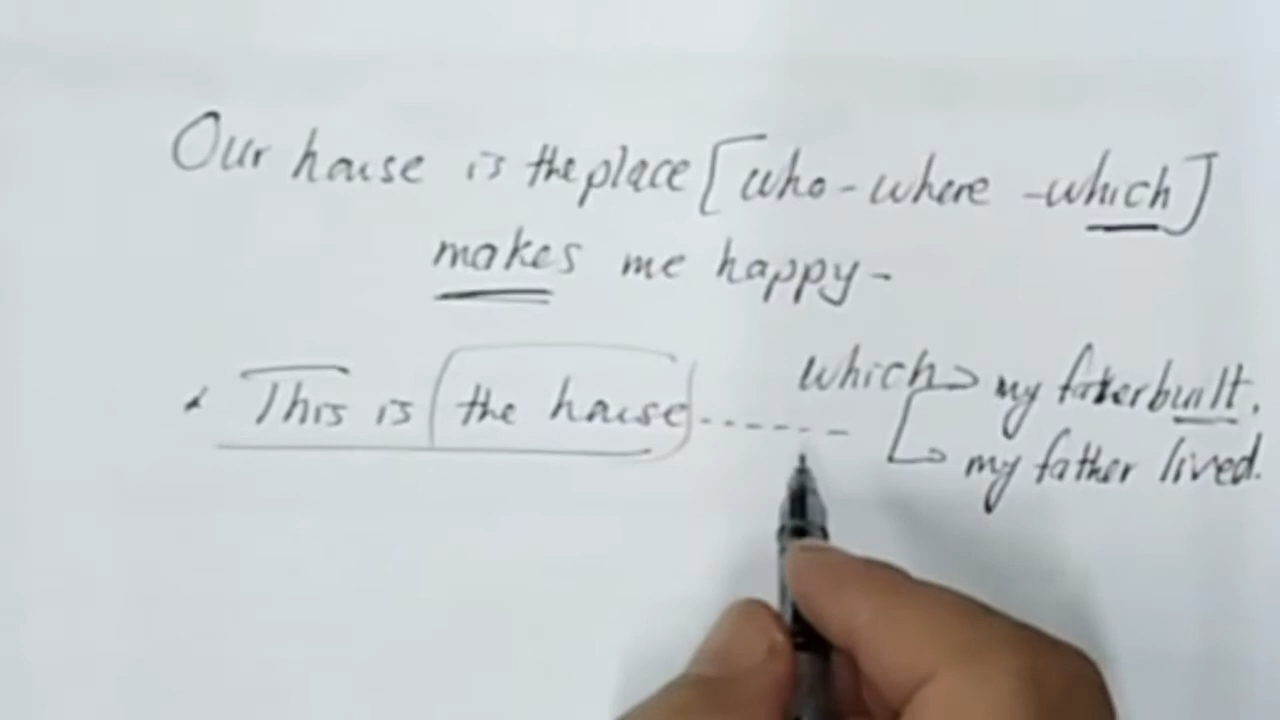 Our house is the place [who - where - which]
makes me happy -
This is the house ------ which my father built.
my father lived.